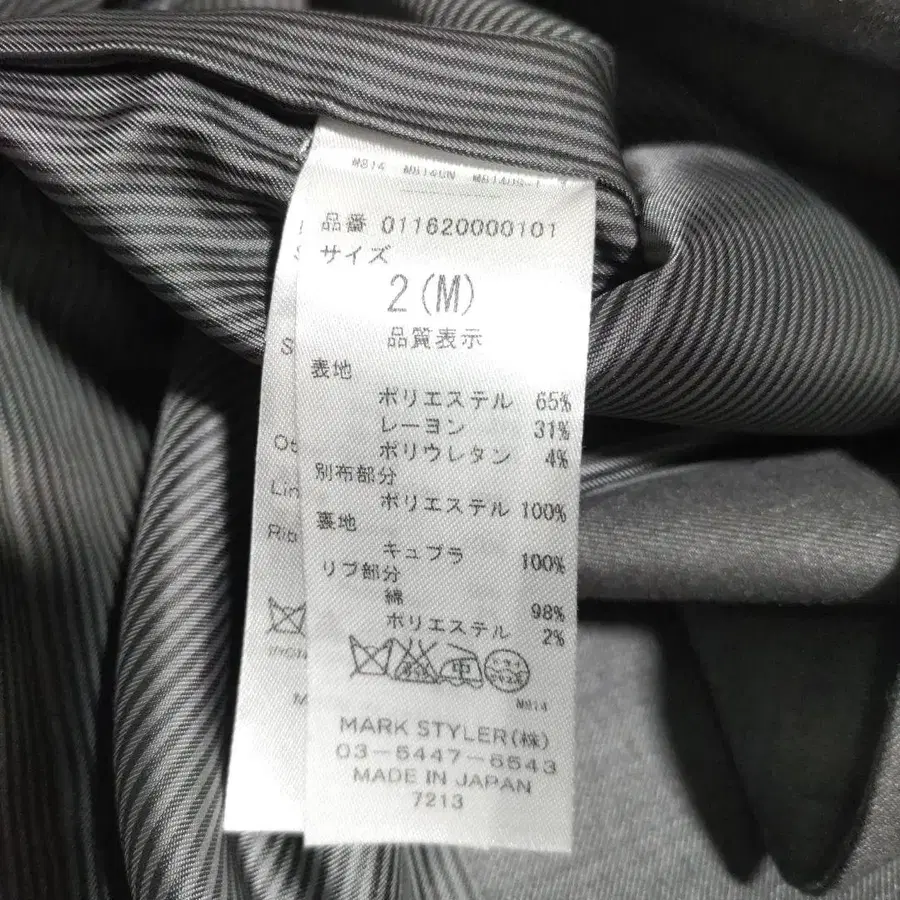 品番 011620000101
サイズ
2(M)
品質表示
表地
ポリエステル 65%
レーヨン 31%
ポリウレタン 4%
別布部分
ポリエステル 100%
裏地
キュプラ 100%
リブ部分
綿 98%
ポリエステル 2%
M814
MARK STYLER(株)
03-5447-6543
MADE IN JAPAN
7213
Lin
Rib